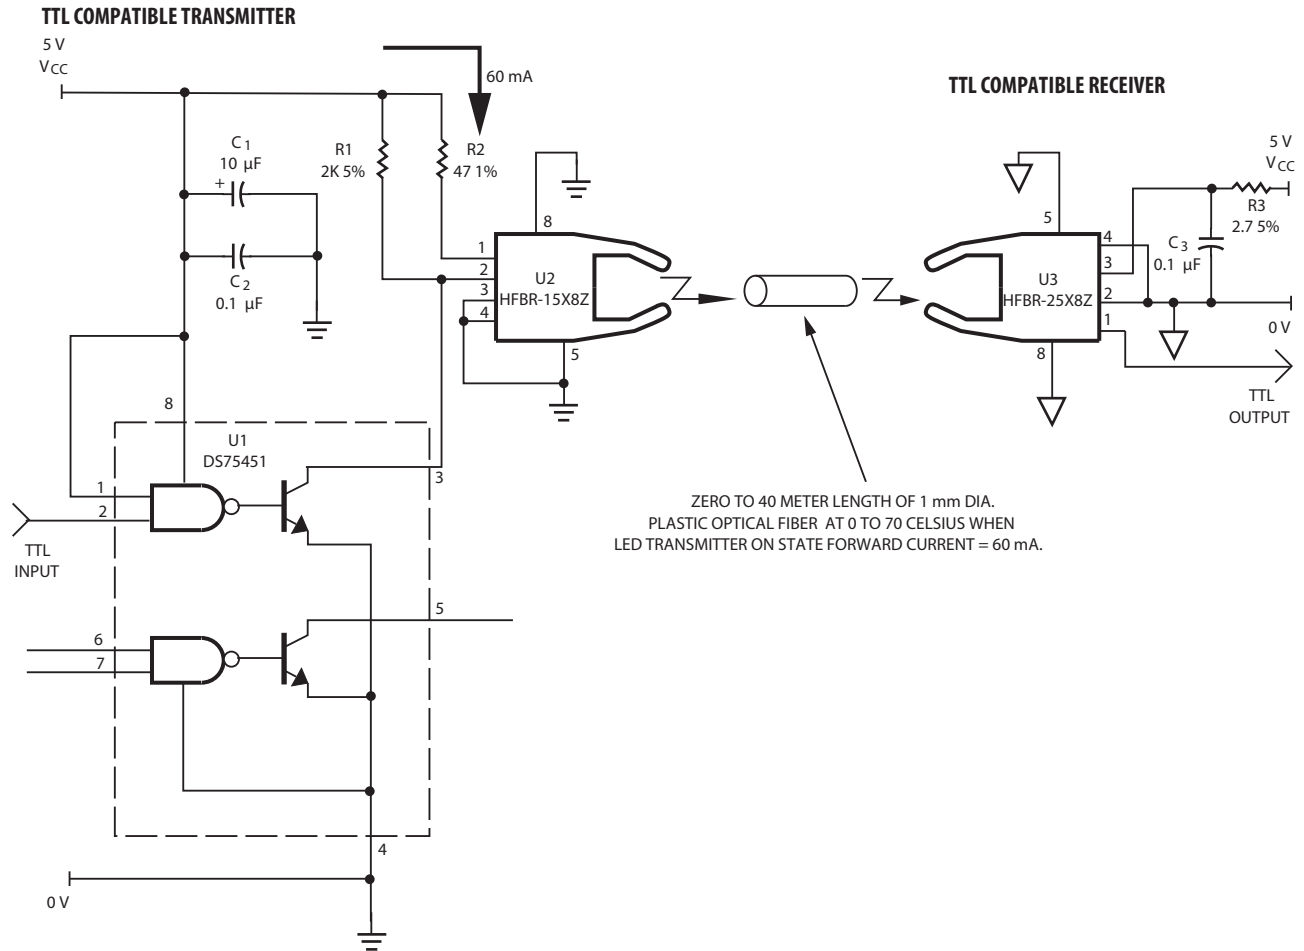 TTL COMPATIBLE TRANSMITTER
5 V
VCC
60 mA
C1
10 µF
+
R1
2K 5%
R2
47 1%
C2
0.1 µF
8
1
2
3
4
5
U2
HFBR-15X8Z
TTL COMPATIBLE RECEIVER
5 V
VCC
R3
2.7 5%
C3
0.1 µF
5
4
3
2
1
8
U3
HFBR-25X8Z
0 V
TTL
OUTPUT
ZERO TO 40 METER LENGTH OF 1 mm DIA.
PLASTIC OPTICAL FIBER AT 0 TO 70 CELSIUS WHEN
LED TRANSMITTER ON STATE FORWARD CURRENT = 60 mA.
8
U1
DS75451
1
2
3
TTL
INPUT
5
6
7
4
0 V